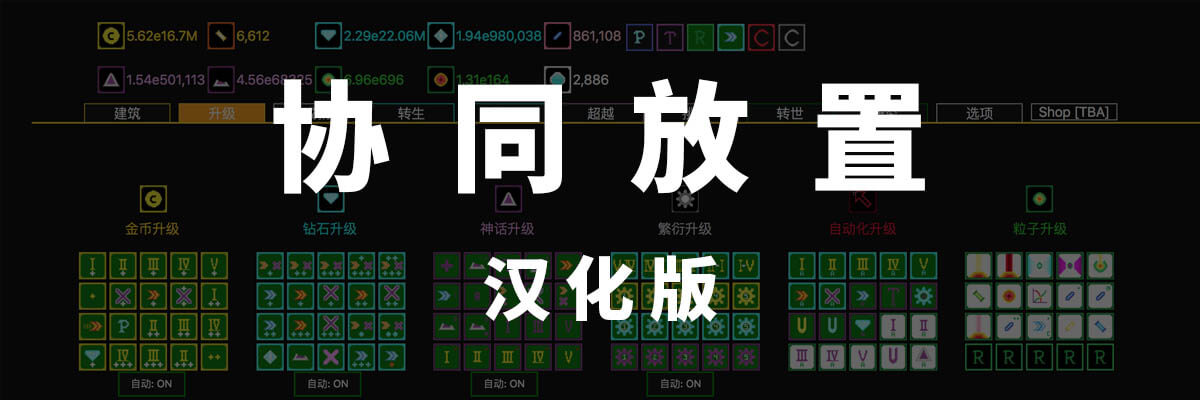 5.62e16.7M 6,612 2.29e22.06M 1.94e980,038 861,108 P T R C C
1.54e501,113 4.56e68325 6.96e696 1.31e164 2,886
建筑 升级 转生 超越 转世 选项 Shop [TBA]
协同放置
金币升级 钻石升级 神话升级 繁衍升级 自动化升级 粒子升级
汉化版
R R R R R
自动: ON 自动: ON 自动: ON 自动: ON